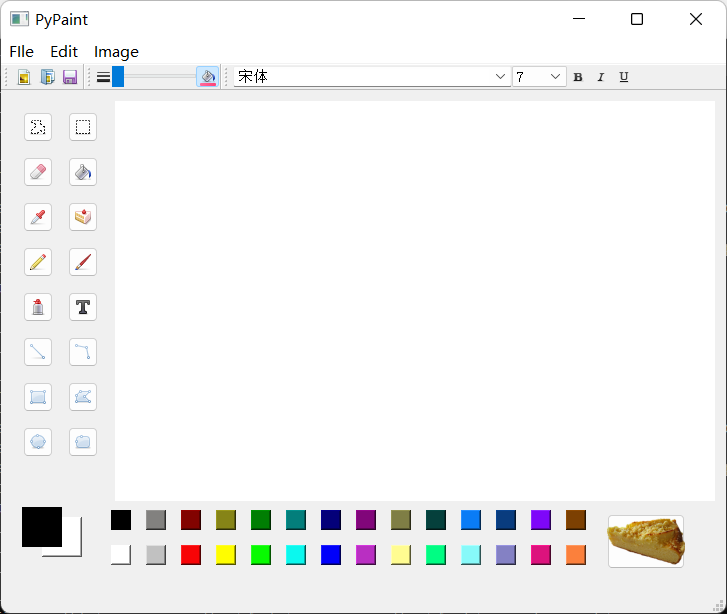 PyPaint
FIle Edit Image
宋体 7 B I U
T